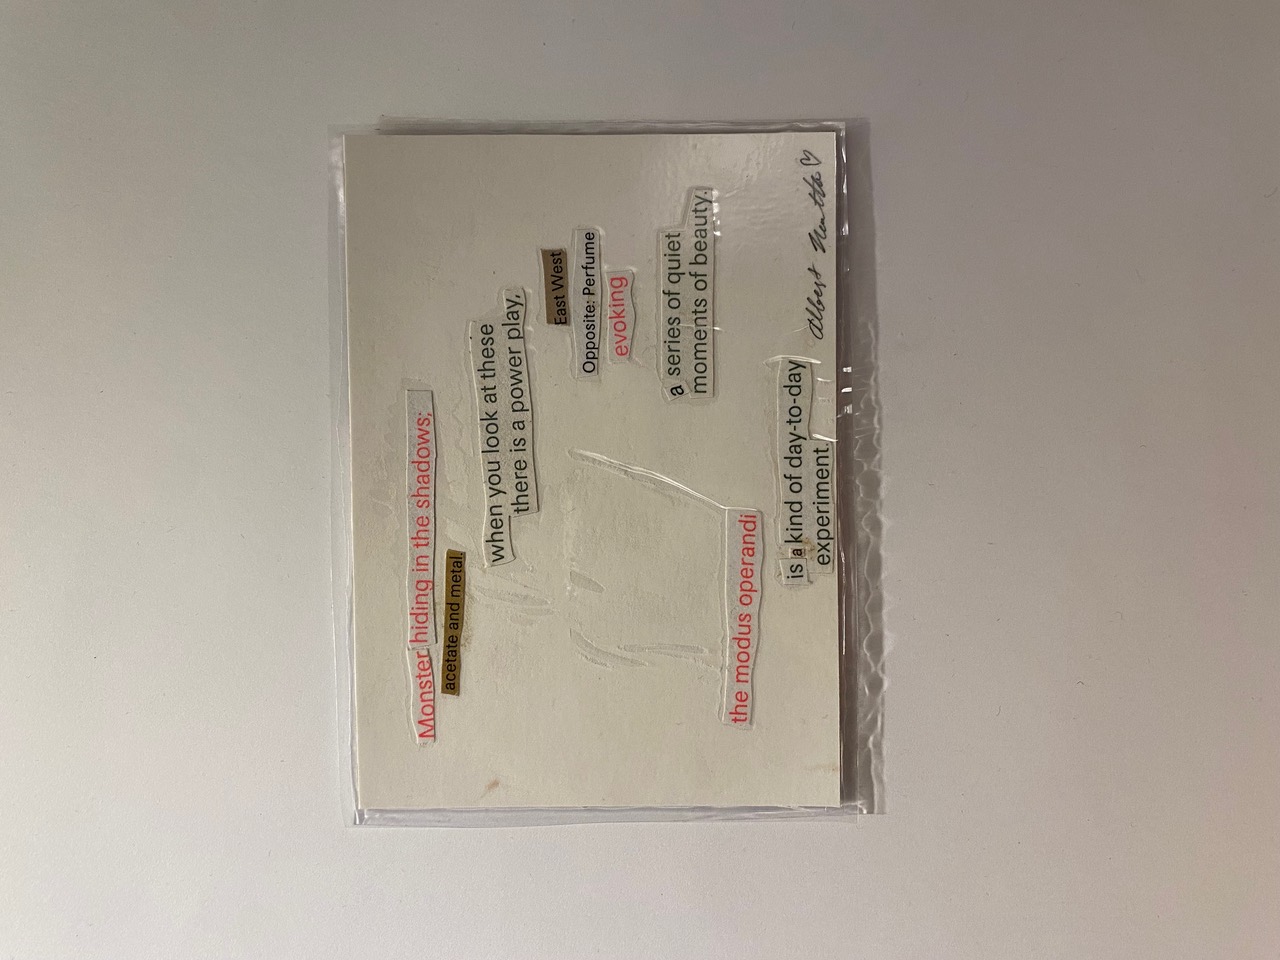 Monster hiding in the shadows;
acetate and metal.
when you look at these
there is a power play,
East West
Opposite: Perfume
evoking
a series of quiet
moments of beauty.
the modus operandi
is a kind of day-to-day
experiment.
Albert